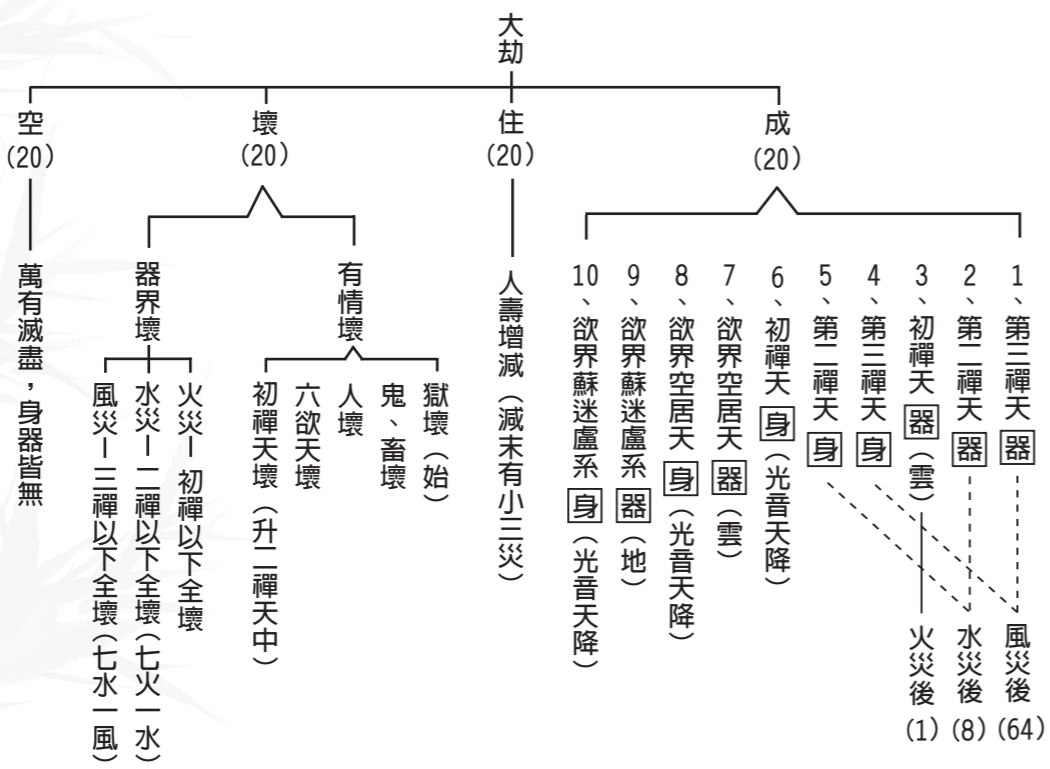 大劫
成
(20)
1、第三禪天 器
2、第二禪天 器
3、初禪天 器（雲）
4、第三禪天 身
5、第二禪天 身
6、初禪天 身（光音天降）
7、欲界空居天 器（雲）
8、欲界空居天 身（光音天降）
9、欲界蘇迷盧系 器（地）
10、欲界蘇迷盧系 身（光音天降）
風災後(64)
水災後(8)
火災後(1)
住
(20)
人壽增減（減末有小三災）
壞
(20)
有情壞
獄壞（始）
鬼、畜壞
人壞
六欲天壞
初禪天壞（升二禪天中）
器界壞
火災－初禪以下全壞
水災－二禪以下全壞（七火一水）
風災－三禪以下全壞（七水一風）
空
(20)
萬有滅盡，身器皆無